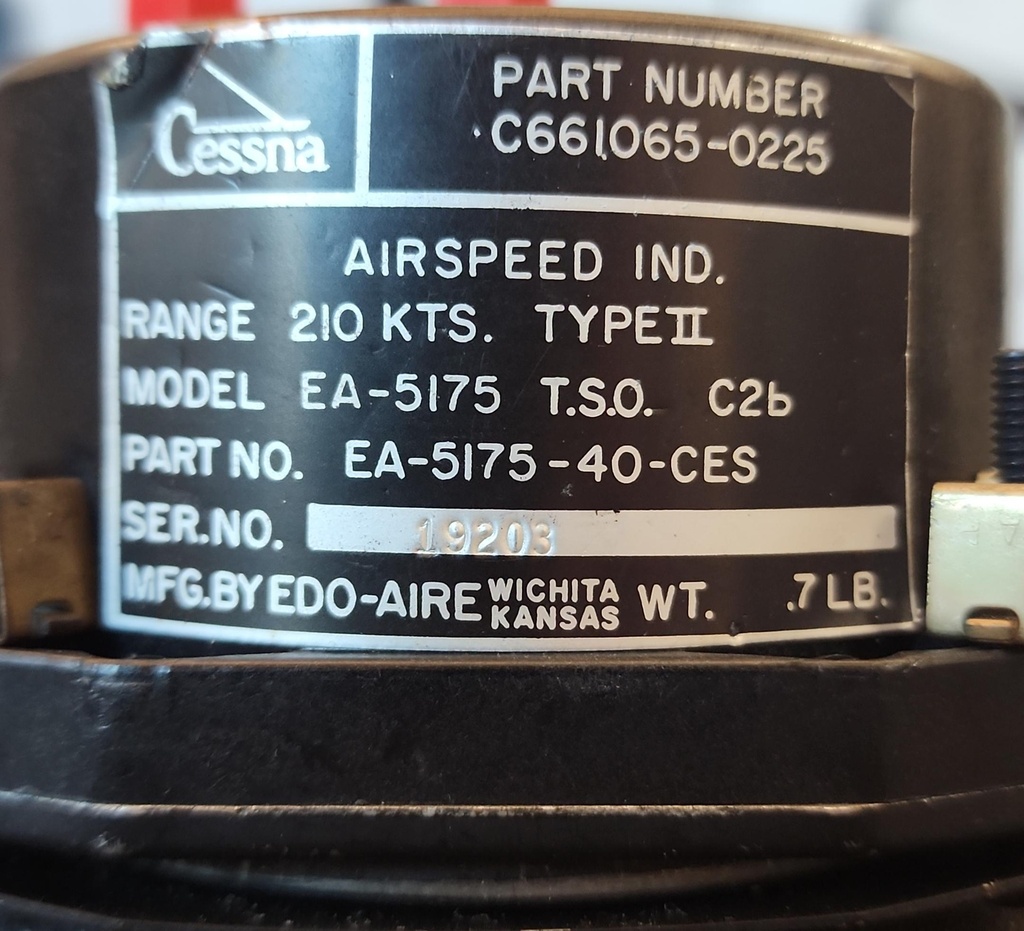 Cessna
PART NUMBER
C661065-0225
AIRSPEED IND.
RANGE 210 KTS. TYPE II
MODEL EA-5175 T.S.O. C2b
PART NO. EA-5175-40-CES
SER.NO. 19203
MFG.BY EDO-AIRE WICHITA KANSAS WT. .7 LB.